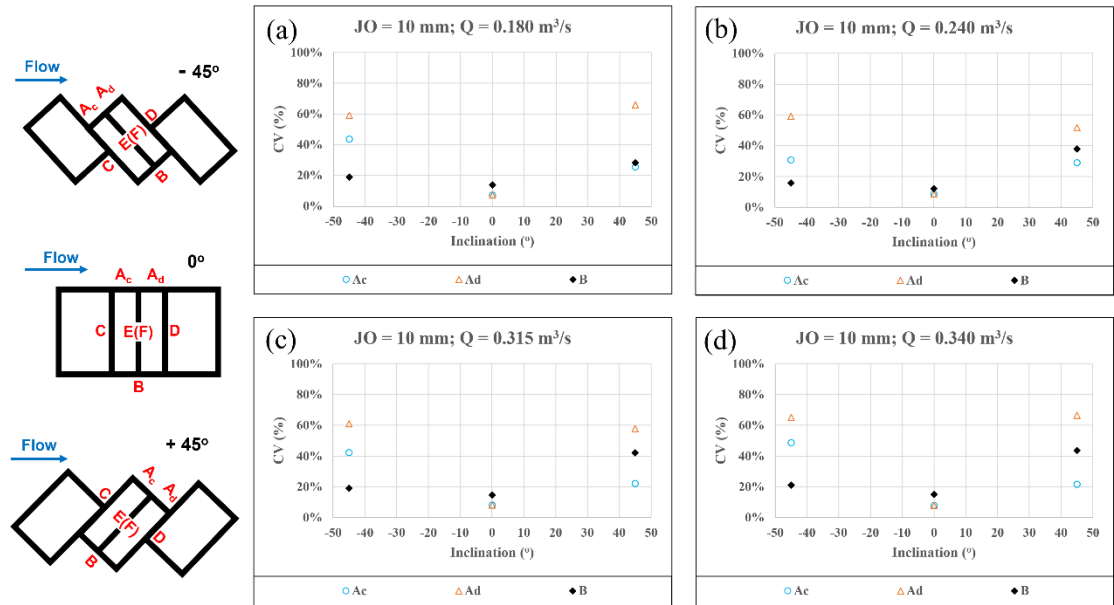 Flow
- 45°
A_c A_d
D
E(F)
C
B
Flow
0°
A_c A_d
C E(F) D
B
Flow
+ 45°
A_c
C A_d
E(F)
B D
(a)
JO = 10 mm; Q = 0.180 m³/s
CV (%)
100%
80%
60%
40%
20%
0%
-50 -40 -30 -20 -10 0 10 20 30 40 50
Inclination (°)
Ac Ad B
(b)
JO = 10 mm; Q = 0.240 m³/s
CV (%)
100%
80%
60%
40%
20%
0%
-50 -40 -30 -20 -10 0 10 20 30 40 50
Inclination (°)
Ac Ad B
(c)
JO = 10 mm; Q = 0.315 m³/s
CV (%)
100%
80%
60%
40%
20%
0%
-50 -40 -30 -20 -10 0 10 20 30 40 50
Inclination (°)
Ac Ad B
(d)
JO = 10 mm; Q = 0.340 m³/s
CV (%)
100%
80%
60%
40%
20%
0%
-50 -40 -30 -20 -10 0 10 20 30 40 50
Inclination (°)
Ac Ad B